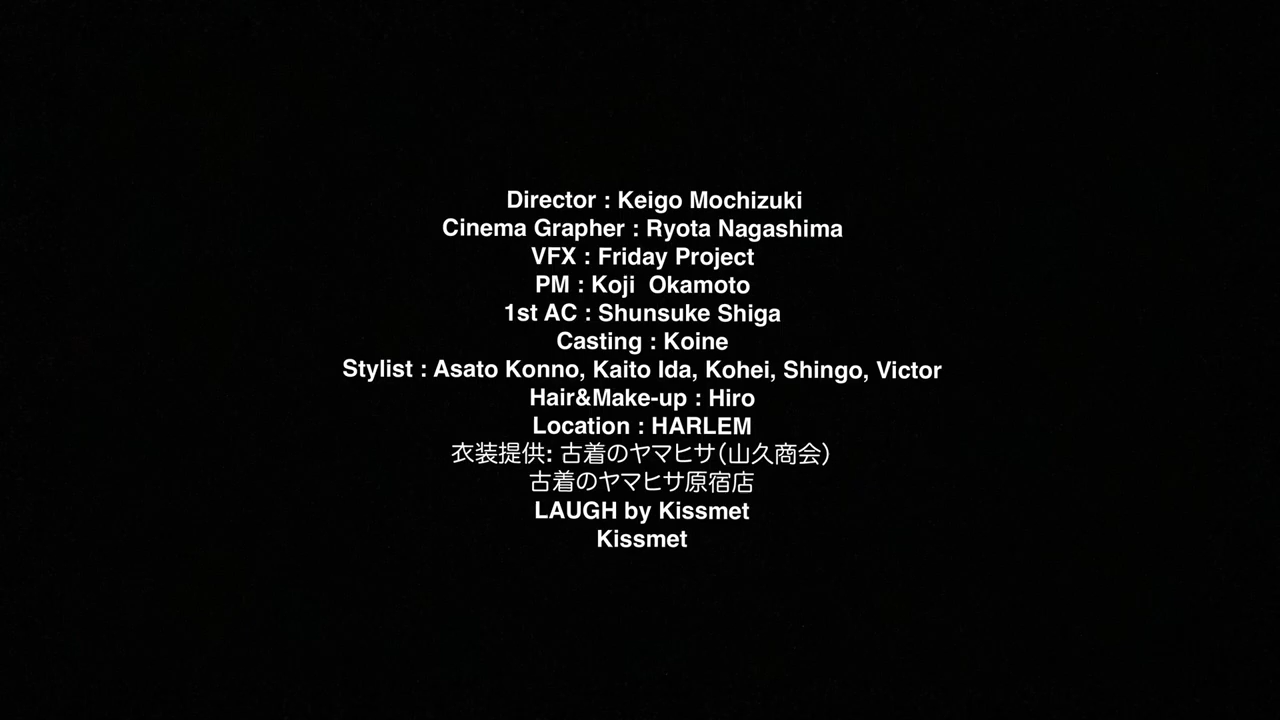 Director : Keigo Mochizuki
Cinema Grapher : Ryota Nagashima
VFX : Friday Project
PM : Koji  Okamoto
1st AC : Shunsuke Shiga
Casting : Koine
Stylist : Asato Konno, Kaito Ida, Kohei, Shingo, Victor
Hair&Make-up : Hiro
Location : HARLEM
衣装提供: 古着のヤマヒサ(山久商会)
古着のヤマヒサ原宿店
LAUGH by Kissmet
Kissmet